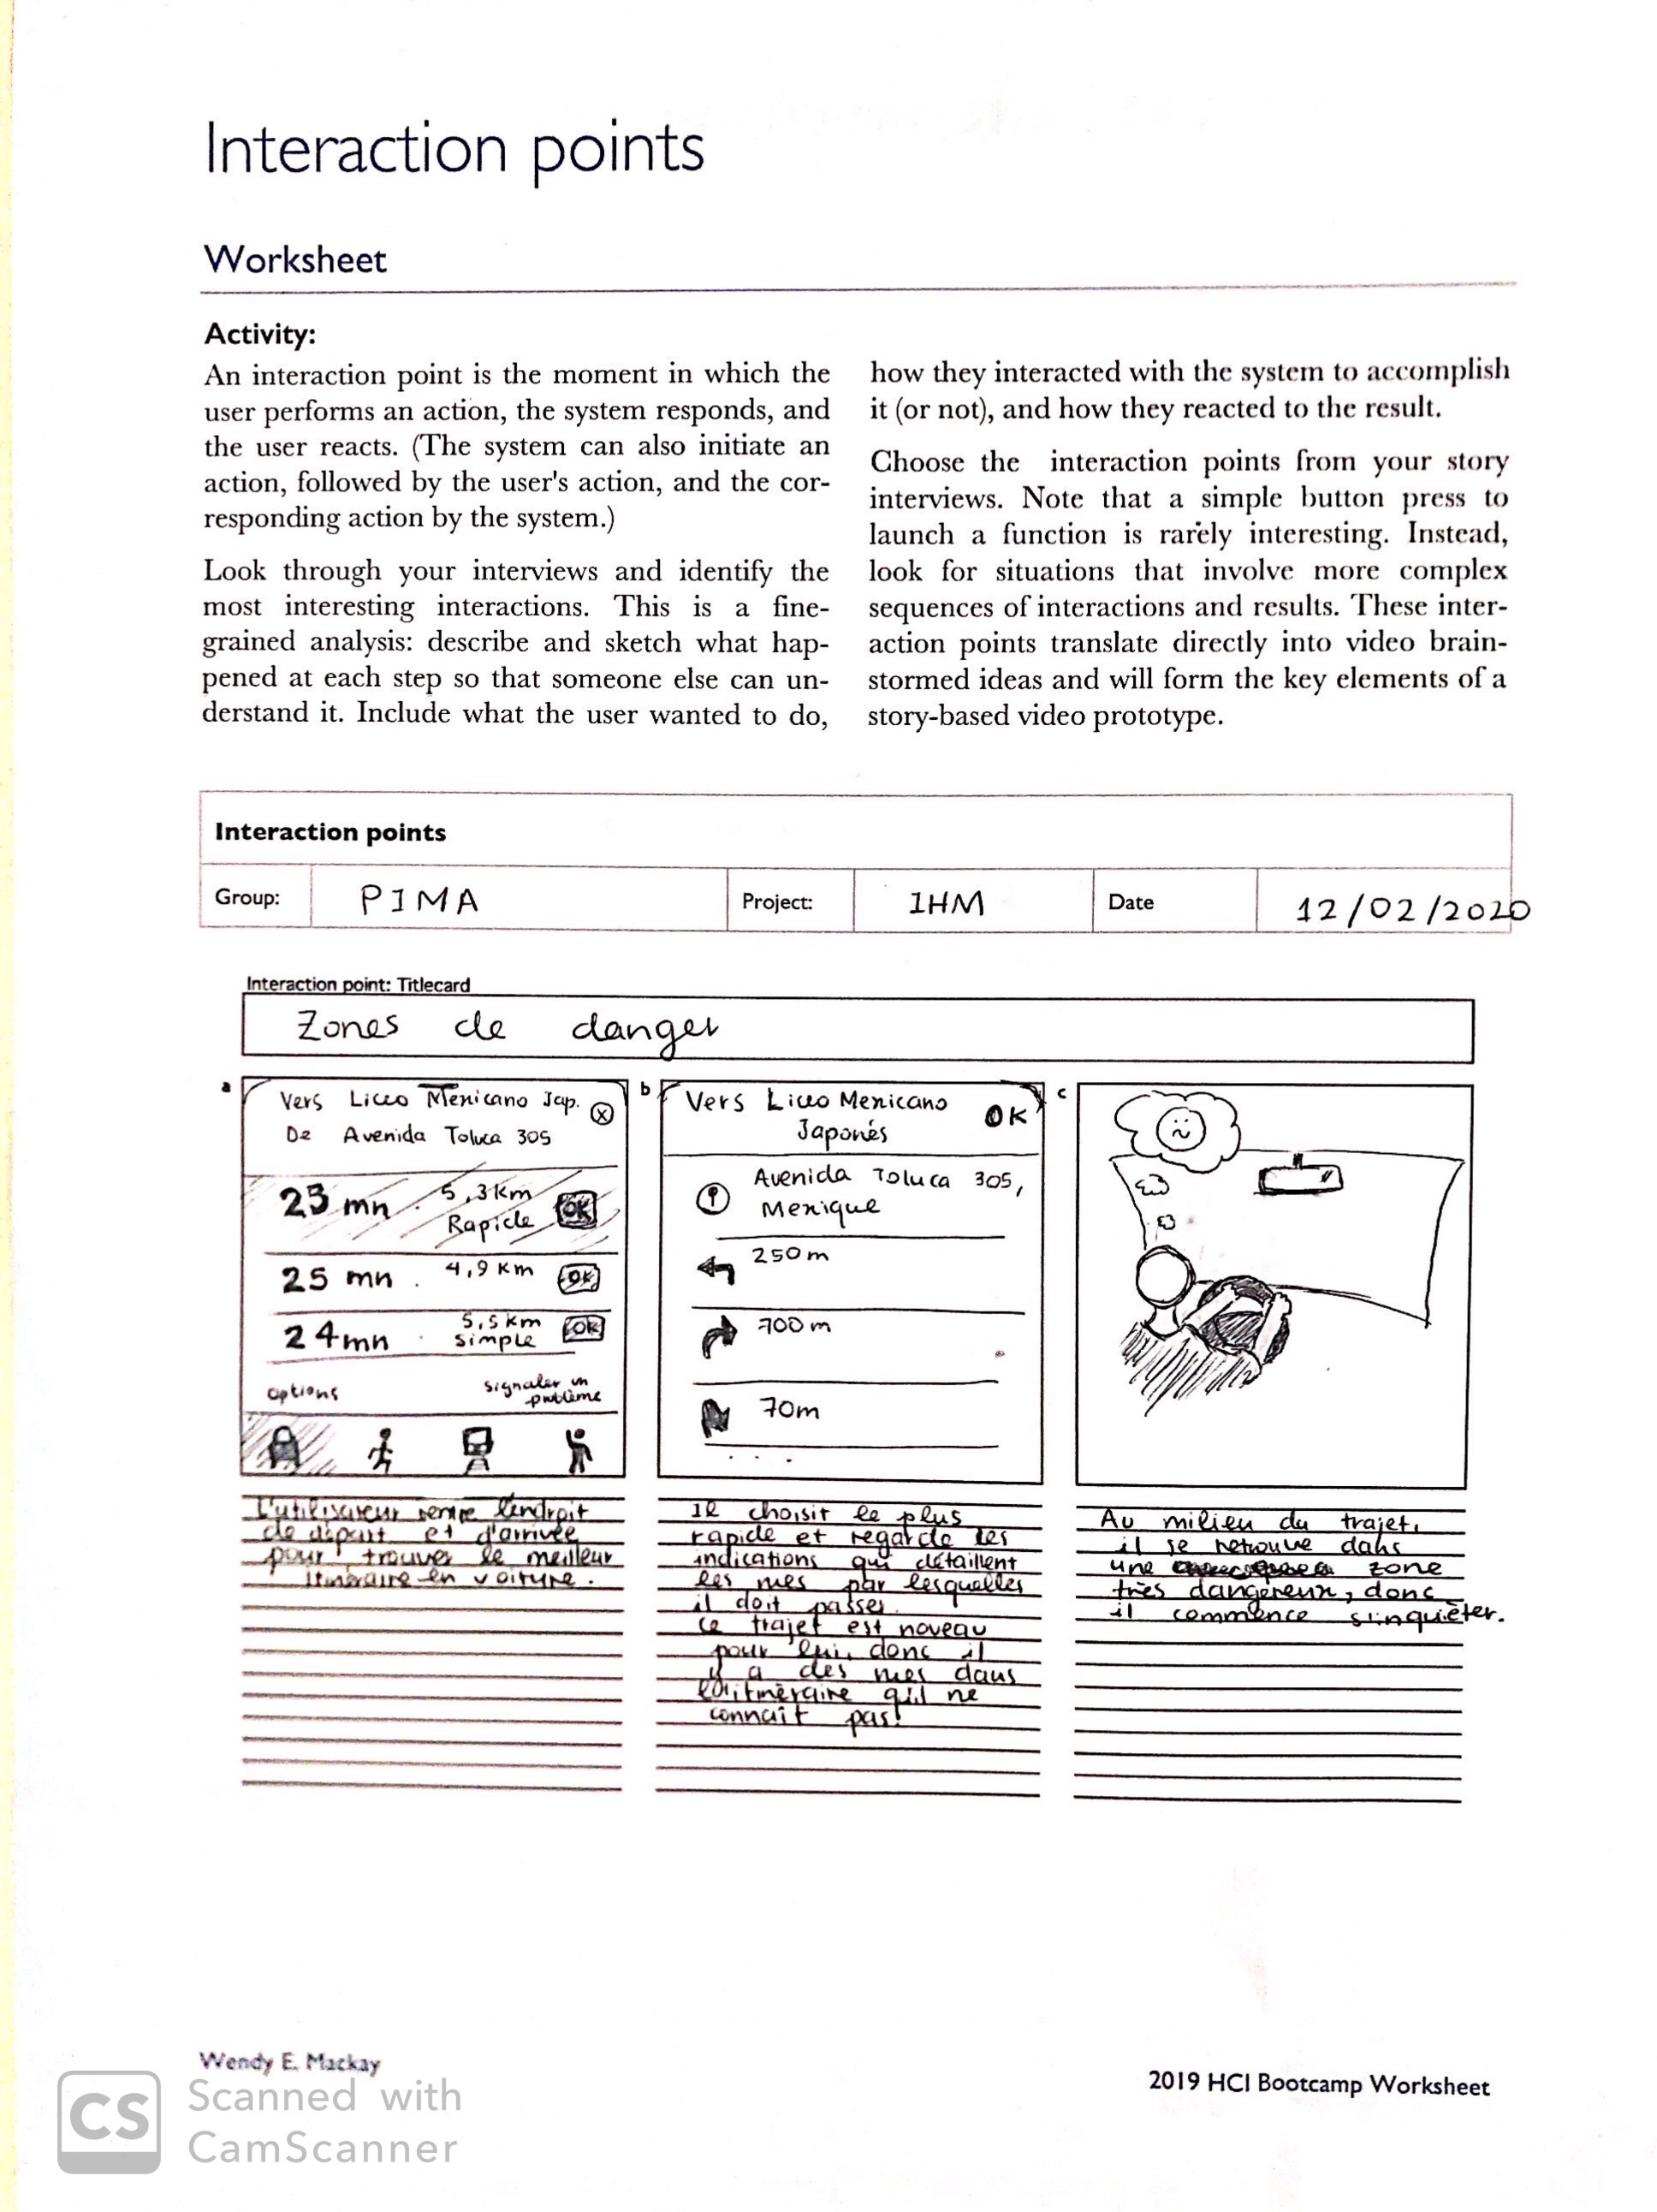 Interaction points
Worksheet
Activity:
An interaction point is the moment in which the
user performs an action, the system responds, and
the user reacts. (The system can also initiate an
action, followed by the user's action, and the cor-
responding action by the system.)
Look through your interviews and identify the
most interesting interactions. This is a fine-
grained analysis: describe and sketch what hap-
pened at each step so that someone else can un-
derstand it. Include what the user wanted to do,
how they interacted with the system to accomplish
it (or not), and how they reacted to the result.
Choose the interaction points from your story
interviews. Note that a simple button press to
launch a function is rarely interesting. Instead,
look for situations that involve more complex
sequences of interactions and results. These inter-
action points translate directly into video brain-
stormed ideas and will form the key elements of a
story-based video prototype.
Interaction points
Group: PIMA Project: IHM Date 12/02/2020
Interaction point: Titlecard
Zones de danger
a
Vers Liceo Mexicano Jap.
De Avenida Toluca 305
23 mn . 5,3 Km
Rapide OK
25 mn . 4,9 Km OK
24 mn . 5,5 Km
simple OK
options signaler un
problème
L'utilisateur rentre l'endroit
de départ et d'arrivée
pour trouver le meilleur
itinéraire en voiture.
b
Vers Liceo Mexicano
Japonés OK
Avenida Toluca 305,
Mexique
250 m
700 m
70m
. . .
Il choisit le plus
rapide et regarde les
indications qui détaillent
les rues par lesquelles
il doit passer.
Ce trajet est noveau
pour lui, donc il
y a des rues dans
l'itinéraire qu'il ne
connaît pas!
c
Au milieu du trajet,
il se retrouve dans
une zone
très dangereux, donc
il commence s'inquièter.
Wendy E. Mackay
2019 HCI Bootcamp Worksheet
CS
Scanned with
CamScanner